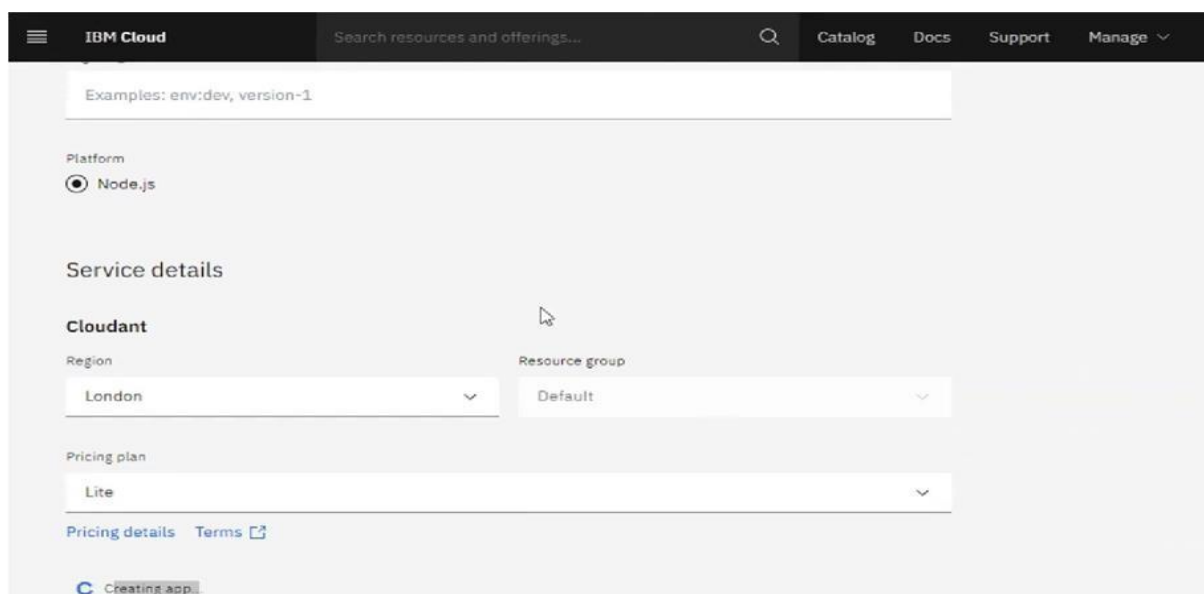 IBM Cloud Search resources and offerings... Catalog Docs Support Manage
Examples: env:dev, version-1
Platform
Node.js
Service details
Cloudant
Region Resource group
London Default
Pricing plan
Lite
Pricing details Terms
Creating app...